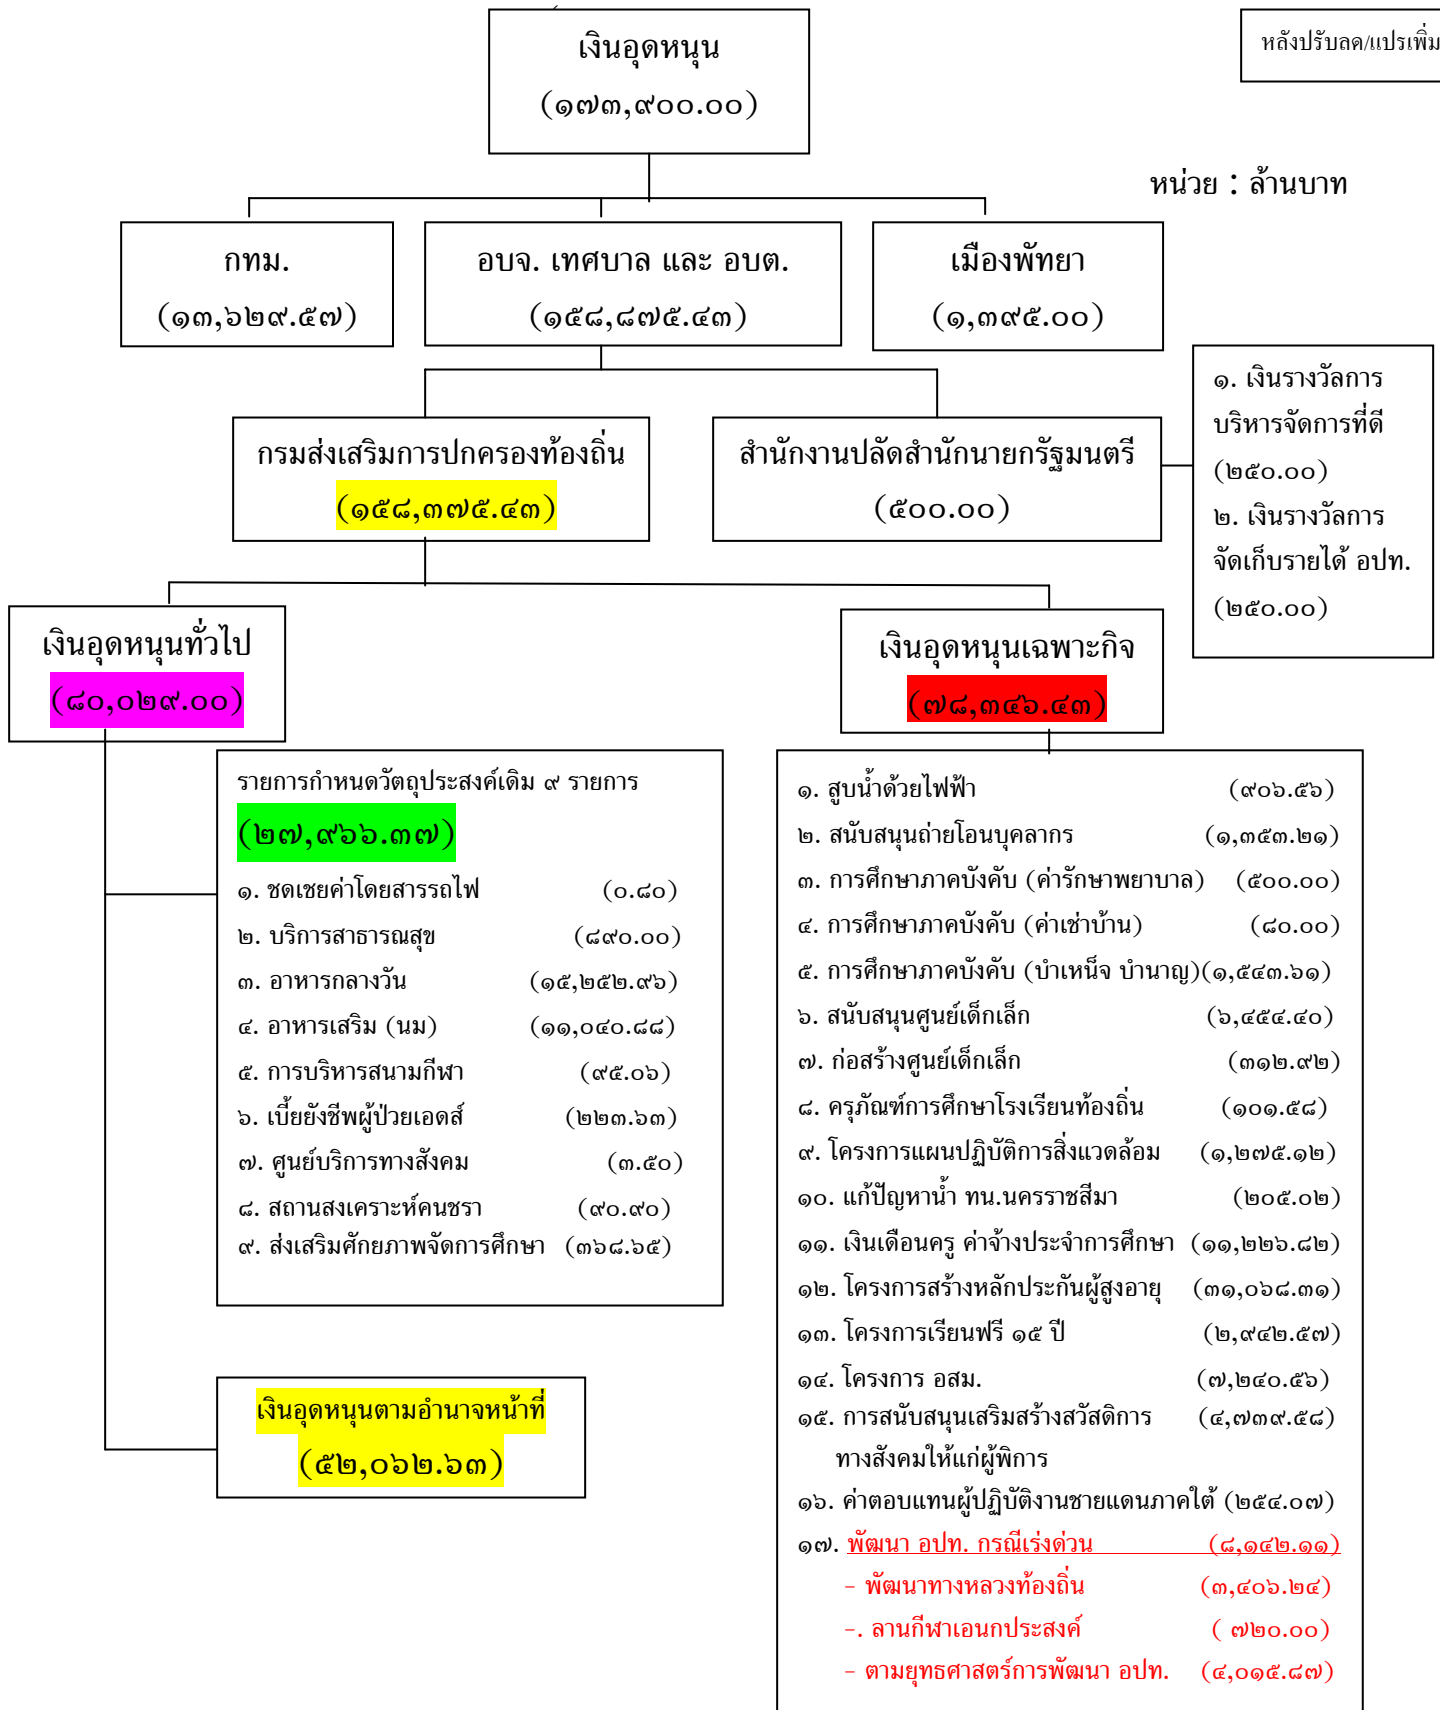 เงินอุดหนุน
(๑๗๓,๙๐๐.๐๐)
หลังปรับลด/แปรเพิ่ม
หน่วย : ล้านบาท
กทม.
(๑๓,๖๒๙.๕๗)
อบจ. เทศบาล และ อบต.
(๑๕๘,๘๗๕.๔๓)
เมืองพัทยา
(๑,๓๙๕.๐๐)
กรมส่งเสริมการปกครองท้องถิ่น
(๑๕๘,๓๗๕.๔๓)
สำนักงานปลัดสำนักนายกรัฐมนตรี
(๕๐๐.๐๐)
๑. เงินรางวัลการ
บริหารจัดการที่ดี
(๒๕๐.๐๐)
๒. เงินรางวัลการ
จัดเก็บรายได้ อปท.
(๒๕๐.๐๐)
เงินอุดหนุนทั่วไป
(๘๐,๐๒๙.๐๐)
เงินอุดหนุนเฉพาะกิจ
(๗๘,๓๔๖.๔๓)
รายการกำหนดวัตถุประสงค์เดิม ๙ รายการ
(๒๗,๙๖๖.๓๗)
๑. ชดเชยค่าโดยสารรถไฟ (๐.๘๐)
๒. บริการสาธารณสุข (๘๙๐.๐๐)
๓. อาหารกลางวัน (๑๕,๒๕๒.๙๖)
๔. อาหารเสริม (นม) (๑๑,๐๔๐.๘๘)
๕. การบริหารสนามกีฬา (๙๕.๐๖)
๖. เบี้ยยังชีพผู้ป่วยเอดส์ (๒๒๓.๖๓)
๗. ศูนย์บริการทางสังคม (๓.๕๐)
๘. สถานสงเคราะห์คนชรา (๙๐.๙๐)
๙. ส่งเสริมศักยภาพจัดการศึกษา (๓๖๘.๖๕)
เงินอุดหนุนตามอำนาจหน้าที่
(๕๒,๐๖๒.๖๓)
๑. สูบน้ำด้วยไฟฟ้า (๙๐๖.๕๖)
๒. สนับสนุนถ่ายโอนบุคลากร (๑,๓๕๓.๒๑)
๓. การศึกษาภาคบังคับ (ค่ารักษาพยาบาล) (๕๐๐.๐๐)
๔. การศึกษาภาคบังคับ (ค่าเช่าบ้าน) (๘๐.๐๐)
๕. การศึกษาภาคบังคับ (บำเหน็จ บำนาญ)(๑,๕๔๓.๖๑)
๖. สนับสนุนศูนย์เด็กเล็ก (๖,๔๕๔.๔๐)
๗. ก่อสร้างศูนย์เด็กเล็ก (๓๑๒.๙๒)
๘. ครุภัณฑ์การศึกษาโรงเรียนท้องถิ่น (๑๐๑.๕๘)
๙. โครงการแผนปฏิบัติการสิ่งแวดล้อม (๑,๒๗๕.๑๒)
๑๐. แก้ปัญหาน้ำ ทน.นครราชสีมา (๒๐๕.๐๒)
๑๑. เงินเดือนครู ค่าจ้างประจำการศึกษา (๑๑,๒๒๖.๘๒)
๑๒. โครงการสร้างหลักประกันผู้สูงอายุ (๓๑,๐๖๘.๓๑)
๑๓. โครงการเรียนฟรี ๑๕ ปี (๒,๙๔๒.๕๗)
๑๔. โครงการ อสม. (๗,๒๔๐.๕๖)
๑๕. การสนับสนุนเสริมสร้างสวัสดิการ (๔,๗๓๙.๕๘)
ทางสังคมให้แก่ผู้พิการ
๑๖. ค่าตอบแทนผู้ปฏิบัติงานชายแดนภาคใต้ (๒๕๔.๐๗)
๑๗. พัฒนา อปท. กรณีเร่งด่วน (๘,๑๔๒.๑๑)
- พัฒนาทางหลวงท้องถิ่น (๓,๔๐๖.๒๔)
-. ลานกีฬาเอนกประสงค์ ( ๗๒๐.๐๐)
- ตามยุทธศาสตร์การพัฒนา อปท. (๔,๐๑๕.๘๗)